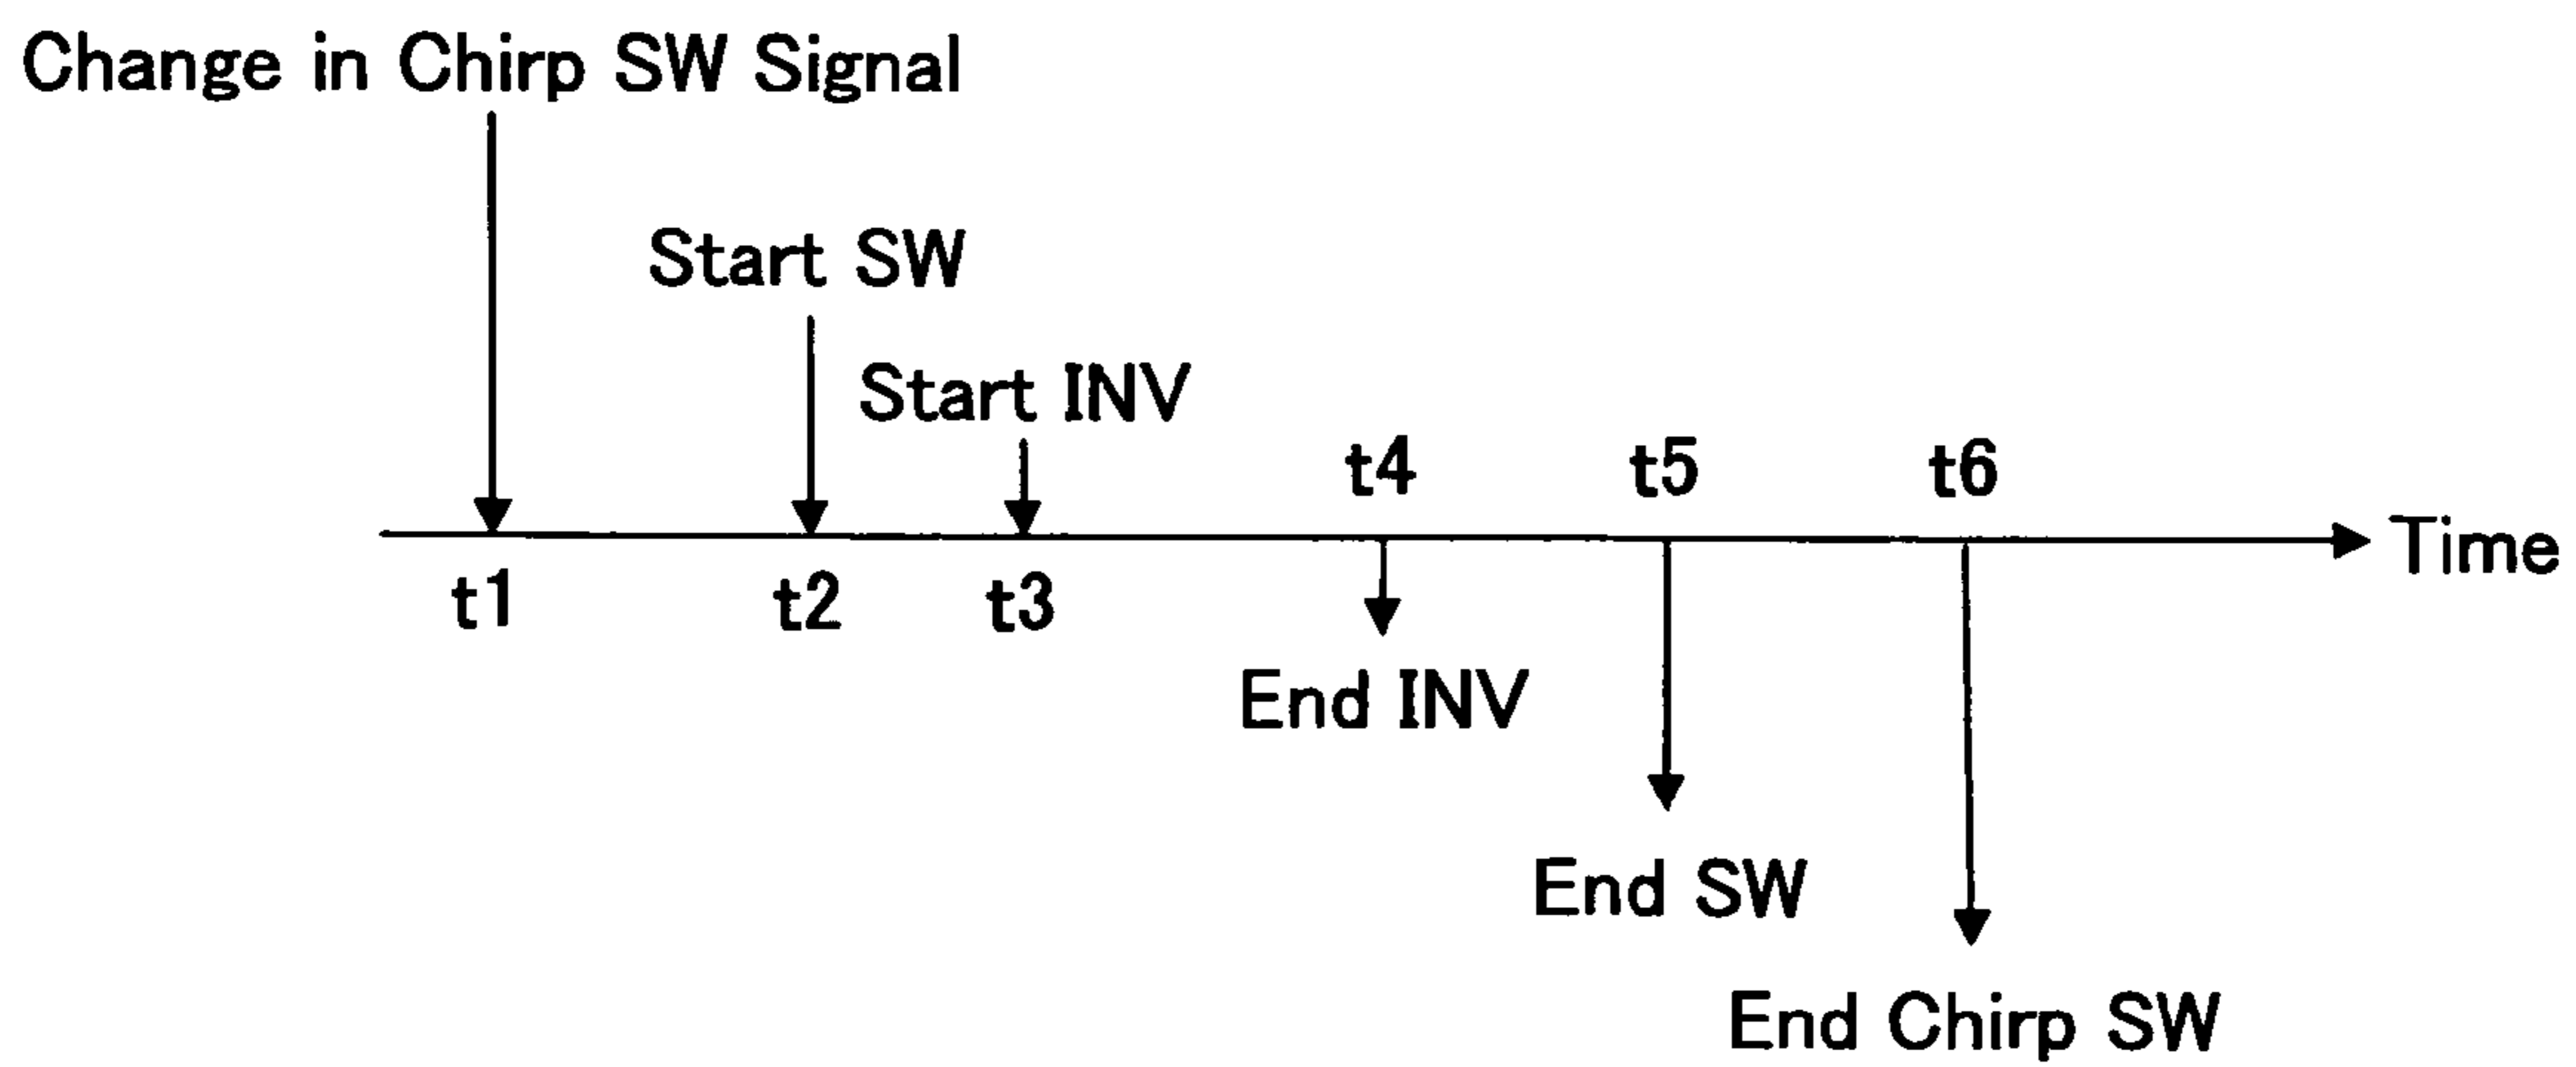 Change in Chirp SW Signal
Start SW
Start INV
t4 t5 t6
Time
t1 t2 t3
End INV
End SW
End Chirp SW